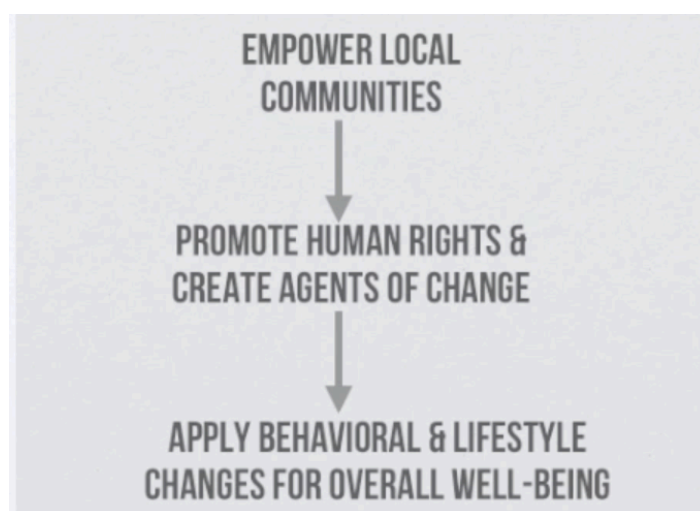 EMPOWER LOCAL
COMMUNITIES
PROMOTE HUMAN RIGHTS &
CREATE AGENTS OF CHANGE
APPLY BEHAVIORAL & LIFESTYLE
CHANGES FOR OVERALL WELL-BEING